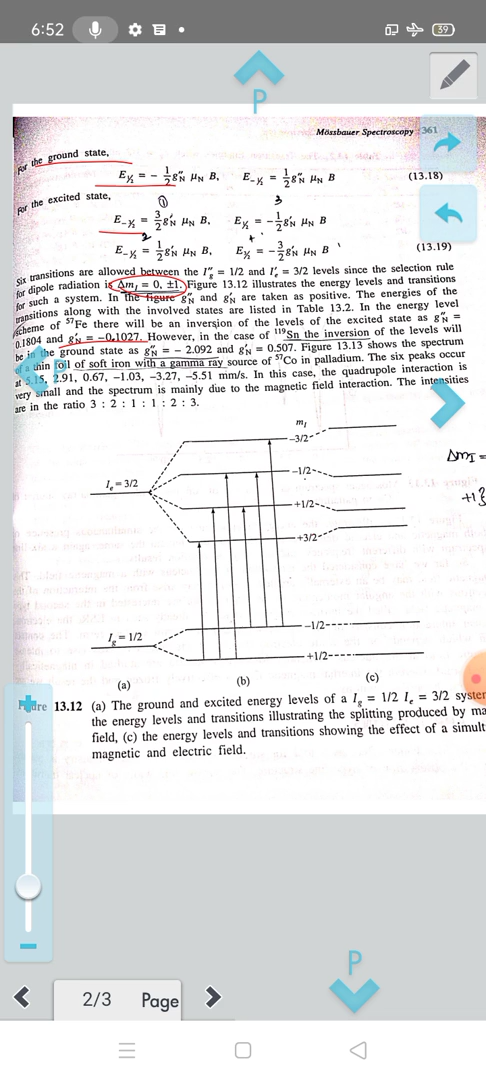 6:52
39
P
Mössbauer Spectroscopy 361
for the ground state,
E½ = − 1/2 g″N μN B, E−½ = 1/2 g″N μN B (13.18)
for the excited state,
① 3
E−¾ = 3/2 g′N μN B, E½ = − 1/2 g′N μN B
2 4
E−½ = 1/2 g′N μN B, E¾ = − 3/2 g′N μN B (13.19)
Six transitions are allowed between the I″g = 1/2 and I′e = 3/2 levels since the selection rule
for dipole radiation is ΔmI = 0, ±1. Figure 13.12 illustrates the energy levels and transitions
for such a system. In the figure g″N and g′N are taken as positive. The energies of the
transitions along with the involved states are listed in Table 13.2. In the energy level
scheme of 57Fe there will be an inversion of the levels of the excited state as g″N =
0.1804 and g′N = −0.1027. However, in the case of 119Sn the inversion of the levels will
be in the ground state as g″N = − 2.092 and g′N = 0.507. Figure 13.13 shows the spectrum
of a thin foil of soft iron with a gamma ray source of 57Co in palladium. The six peaks occur
at 5.15, 2.91, 0.67, −1.03, −3.27, −5.51 mm/s. In this case, the quadrupole interaction is
very small and the spectrum is mainly due to the magnetic field interaction. The intensities
are in the ratio 3 : 2 : 1 : 1 : 2 : 3.
mI
−3/2
ΔmI =
−1/2
Ie = 3/2
+1
+1/2
+3/2
−1/2
Ig = 1/2
+1/2
(a) (b) (c)
13.12 (a) The ground and excited energy levels of a Ig = 1/2 Ie = 3/2
the energy levels and transitions illustrating the splitting produced by
field, (c) the energy levels and transitions showing the effect of a
magnetic and electric field.
P
2/3 Page